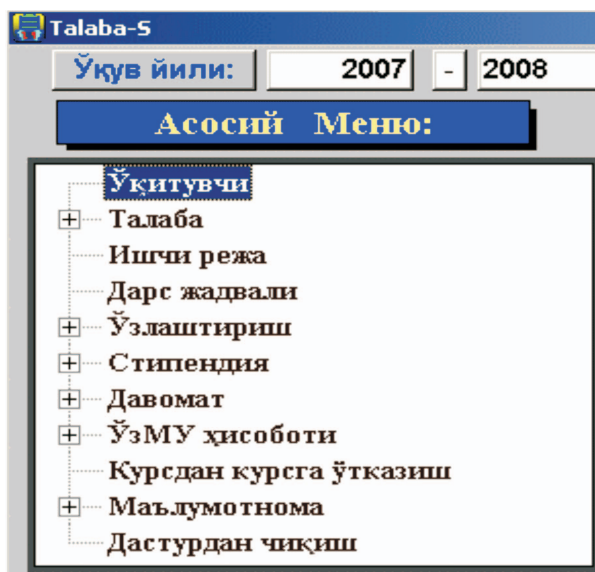 Talaba-S
Ўқув йили: 2007 - 2008
Асосий Меню:
Ўқитувчи
Талаба
Ишчи режа
Дарс жадвали
Ўзлаштириш
Стипендия
Давомат
ЎзМУ ҳисоботи
Курсдан курсга ўтказиш
Маълумотнома
Дастурдан чиқиш